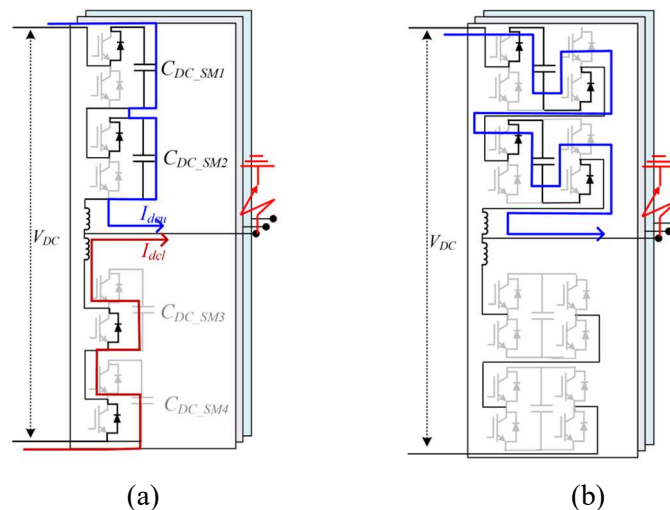 C_DC_SM1
C_DC_SM2
I_dcu
V_DC
I_dcl
C_DC_SM3
C_DC_SM4
(a)
V_DC
(b)